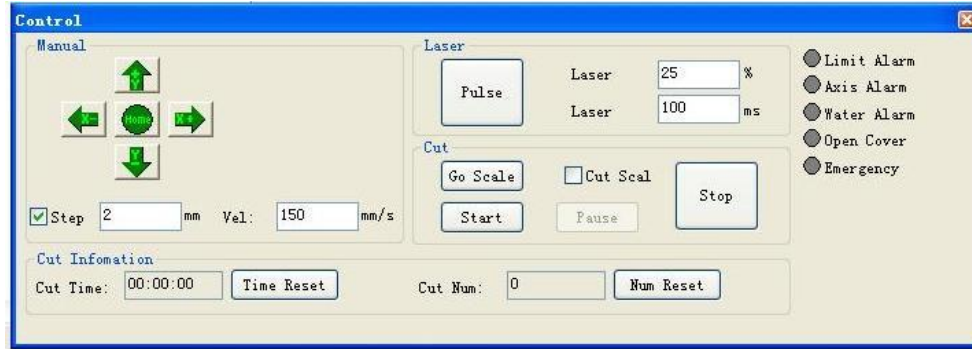 Control
Manual
Home
X-
X+
Step 2 mm Vel: 150 mm/s
Laser
Pulse
Laser 25 %
Laser 100 ms
Cut
Go Scale
Cut Scal
Start
Pause
Stop
Limit Alarm
Axis Alarm
Water Alarm
Open Cover
Emergency
Cut Infomation
Cut Time: 00:00:00 Time Reset
Cut Num: 0 Num Reset